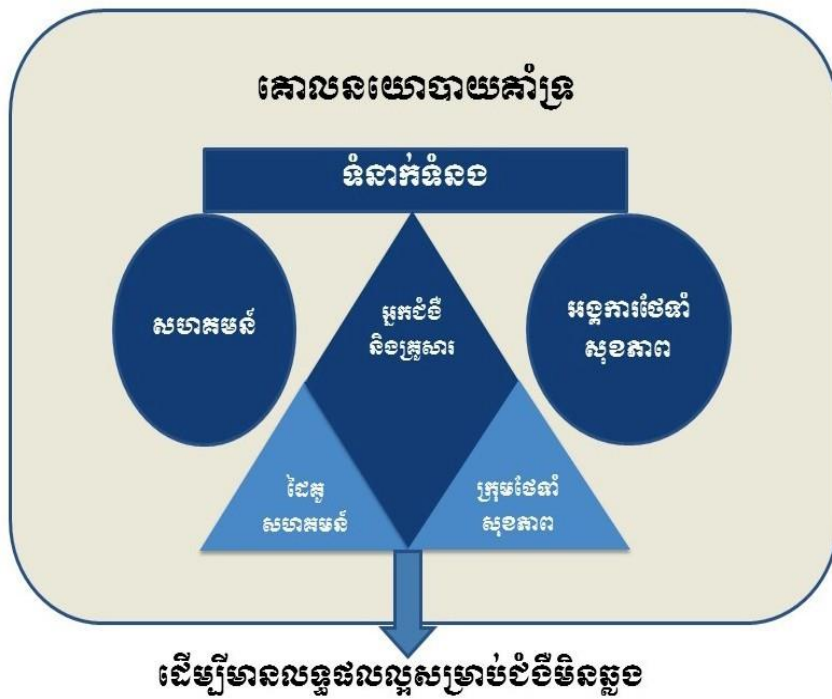 គោលនយោបាយគាំទ្រ
ទំនាក់ទំនង
សហគមន៍
អ្នកជំងឺ
និងគ្រួសារ
អង្គការថែទាំ
សុខភាព
ដៃគូ
សហគមន៍
ក្រុមថែទាំ
សុខភាព
ដើម្បីមានលទ្ធផលល្អសម្រាប់ជំងឺមិនឆ្លង